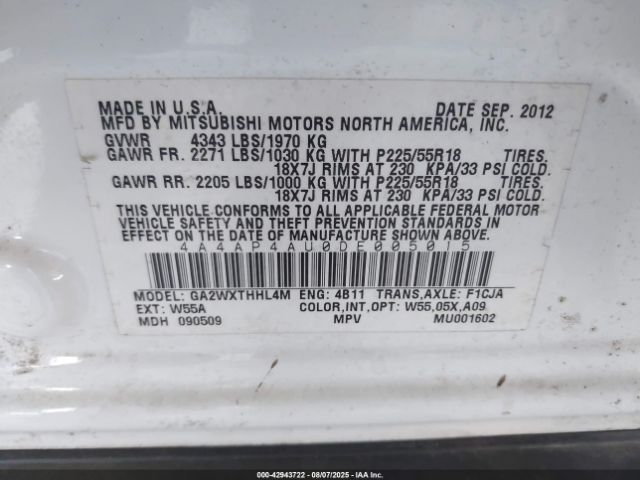 MADE IN U.S.A. DATE SEP. 2012
MFD BY MITSUBISHI MOTORS NORTH AMERICA, INC.
GVWR 4343 LBS/1970 KG
GAWR FR. 2271 LBS/1030 KG WITH P225/55R18 TIRES.
18X7J RIMS AT 230 KPA/33 PSI COLD.
GAWR RR. 2205 LBS/1000 KG WITH P225/55R18 TIRES.
18X7J RIMS AT 230 KPA/33 PSI COLD.
THIS VEHICLE CONFORMS TO ALL APPLICABLE FEDERAL MOTOR
VEHICLE SAFETY AND THEFT PREVENTION STANDARDS IN
EFFECT ON THE DATE OF MANUFACTURE SHOWN ABOVE.
4A4AP4AU0DE005015
MODEL: GA2WXTHHL4M ENG: 4B11 TRANS,AXLE: F1CJA
EXT: W55A COLOR,INT,OPT: W55,05X,A09
MDH 090509 MPV MU001602
000-42943722 - 08/07/2025 - IAA Inc.